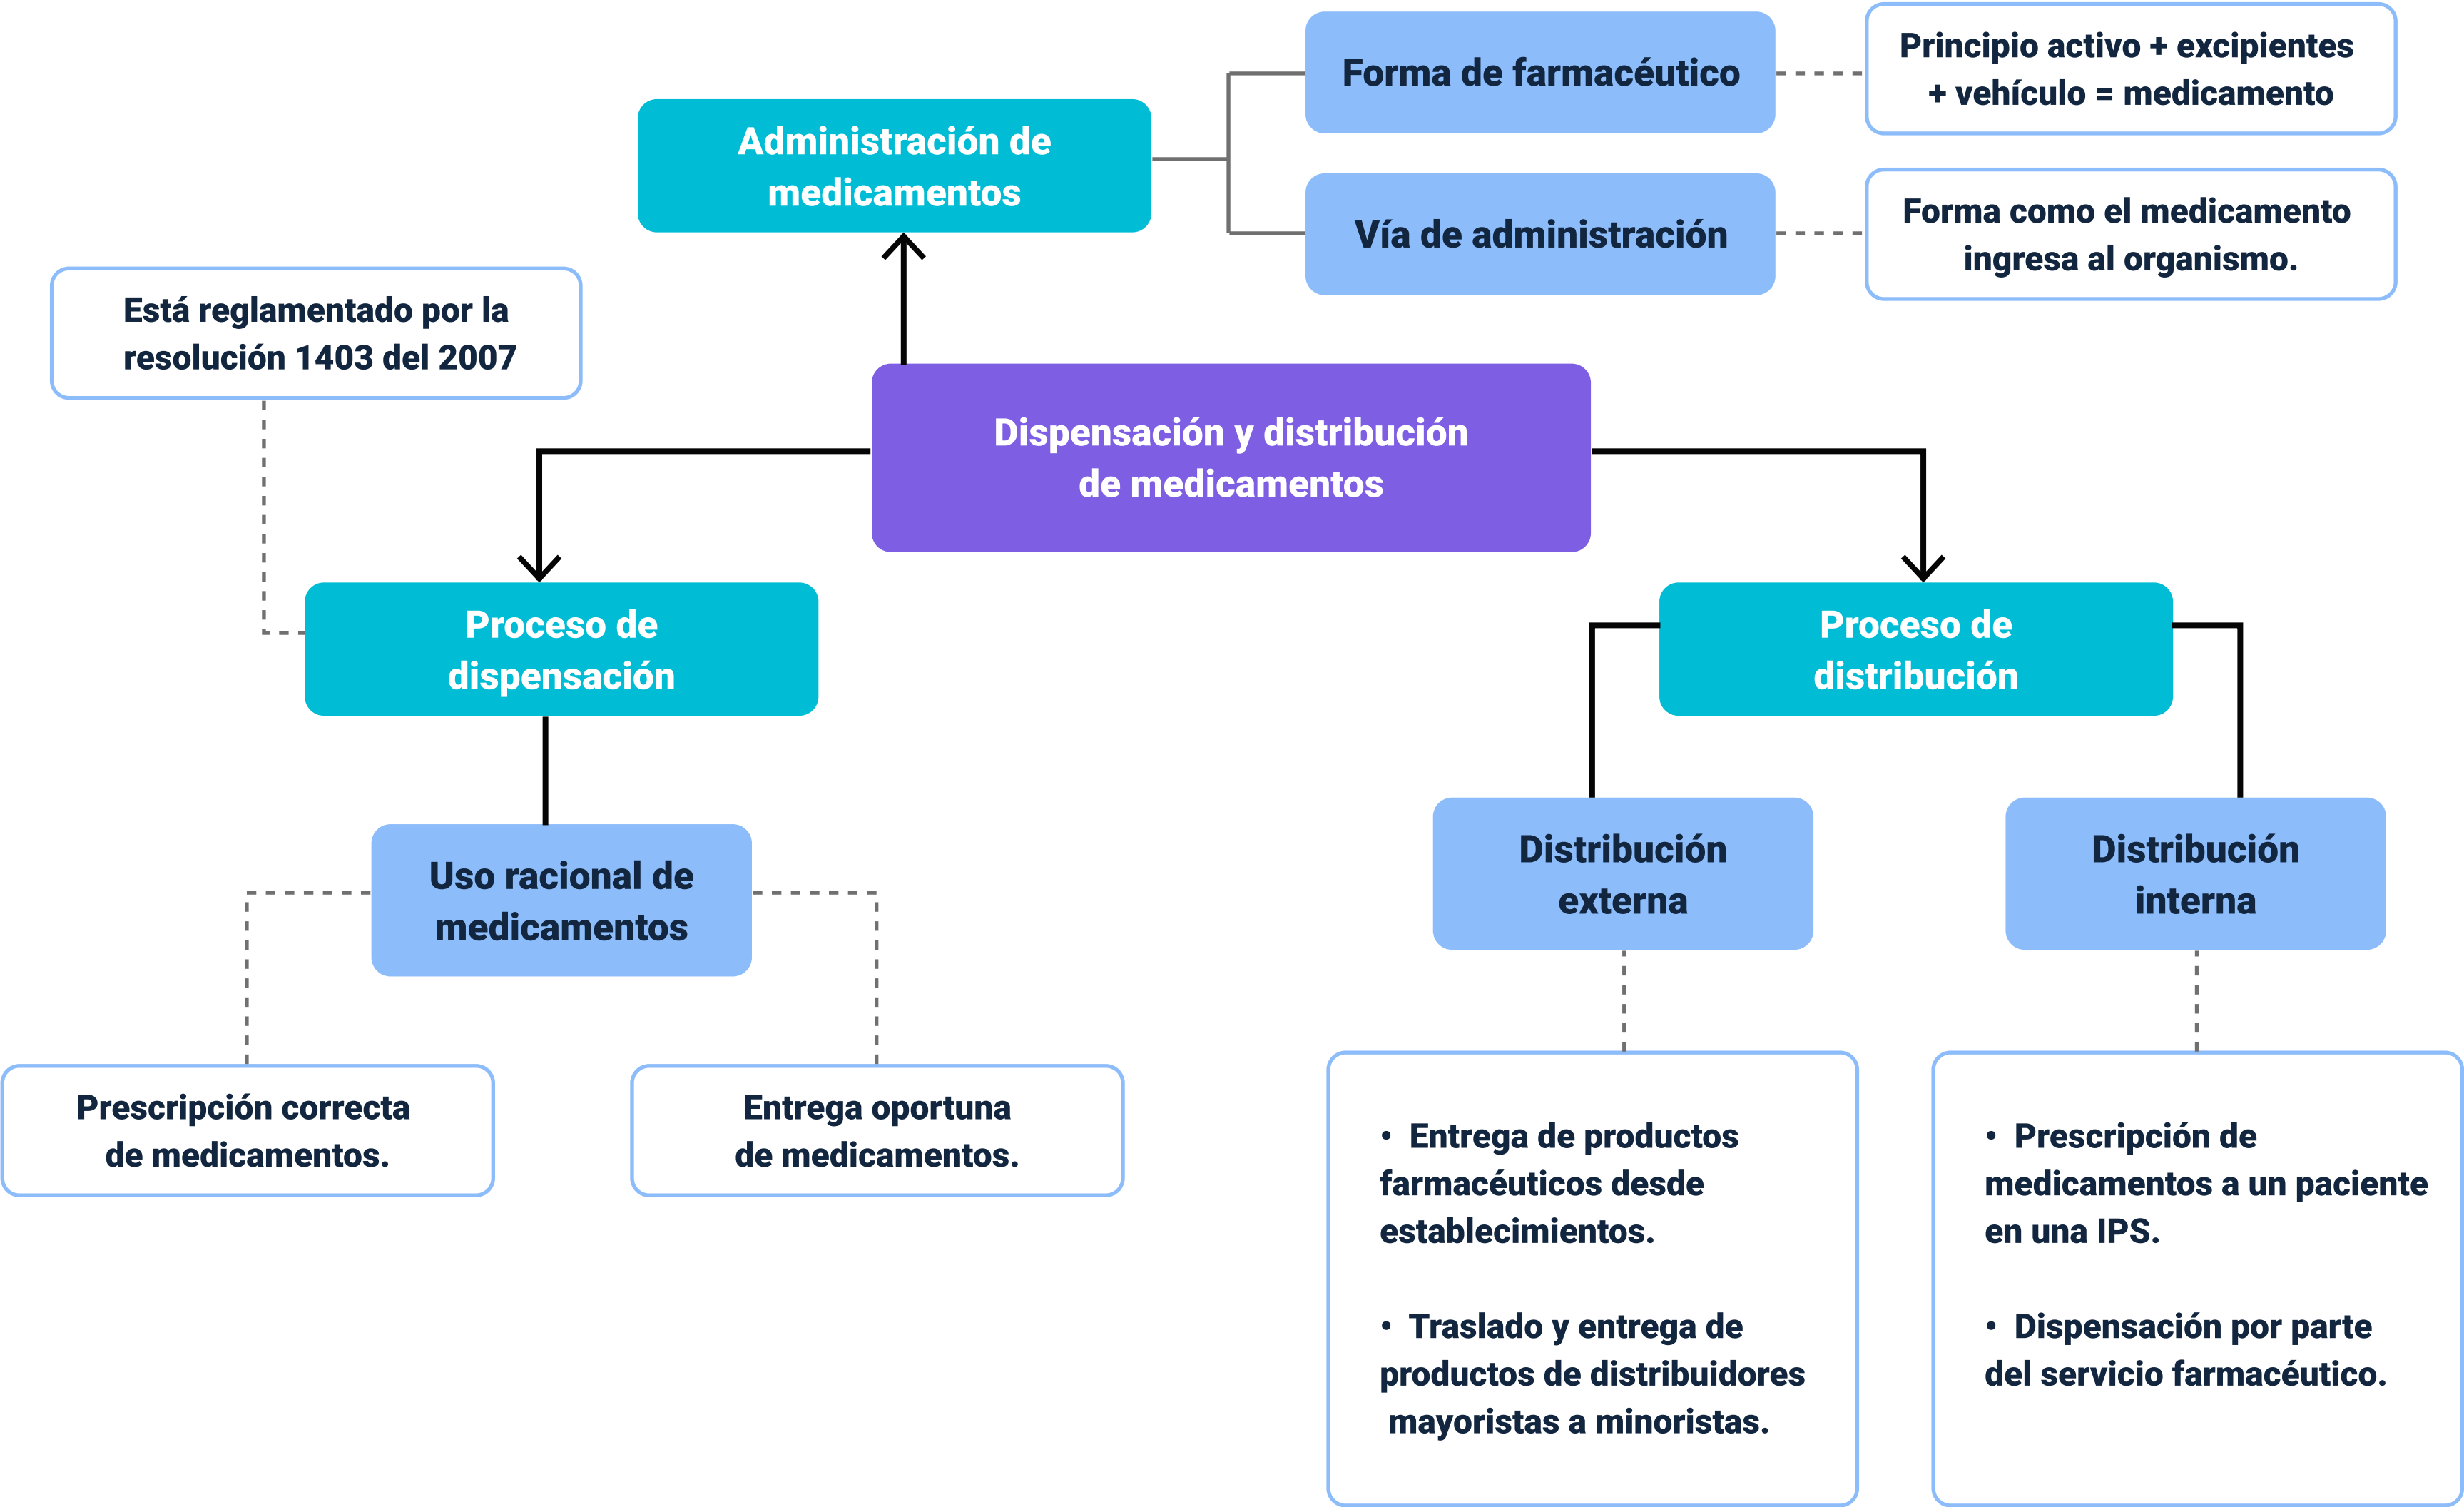 Forma de farmacéutico
Principio activo + excipientes
+ vehículo = medicamento
Administración de
medicamentos
Vía de administración
Forma como el medicamento
ingresa al organismo.
Está reglamentado por la
resolución 1403 del 2007
Dispensación y distribución
de medicamentos
Proceso de
dispensación
Proceso de
distribución
Uso racional de
medicamentos
Distribución
externa
Distribución
interna
Prescripción correcta
de medicamentos.
Entrega oportuna
de medicamentos.
• Entrega de productos
farmacéuticos desde
establecimientos.
• Traslado y entrega de
productos de distribuidores
mayoristas a minoristas.
• Prescripción de
medicamentos a un paciente
en una IPS.
• Dispensación por parte
del servicio farmacéutico.